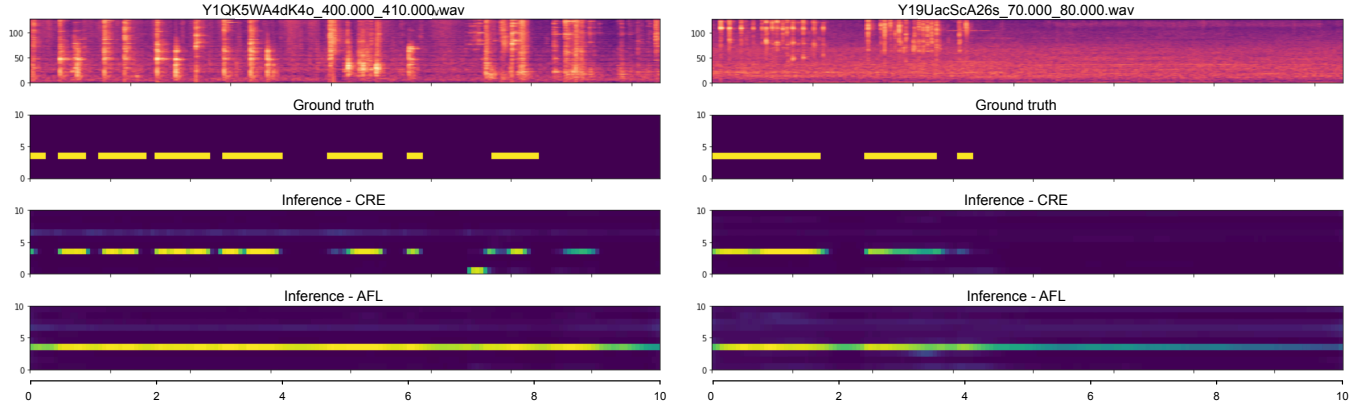 Y1QK5WA4dK4o_400.000_410.000.wav
100
50
0
Ground truth
10
5
0
Inference - CRE
10
5
0
Inference - AFL
10
5
0
0 2 4 6 8 10
Y19UacScA26s_70.000_80.000.wav
100
50
0
Ground truth
10
5
0
Inference - CRE
10
5
0
Inference - AFL
10
5
0
0 2 4 6 8 10